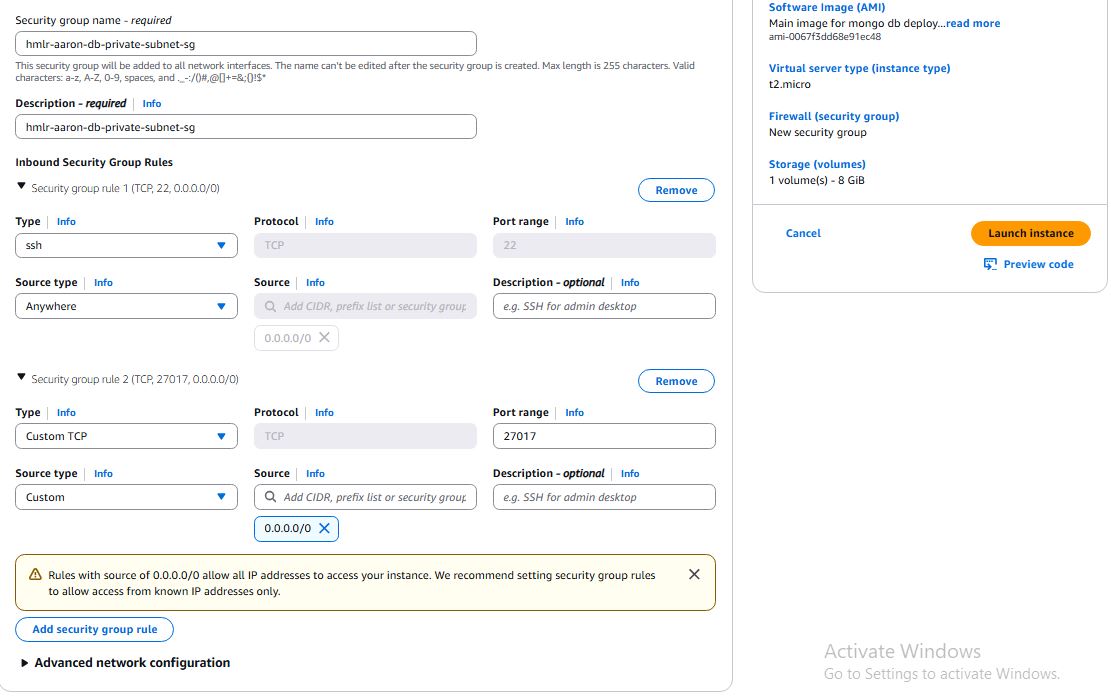 Security group name - required
hmlr-aaron-db-private-subnet-sg
This security group will be added to all network interfaces. The name can't be edited after the security group is created. Max length is 255 characters. Valid
characters: a-z, A-Z, 0-9, spaces, and ._-:/()#,@[]+=&;{}!$*
Description - required Info
hmlr-aaron-db-private-subnet-sg
Inbound Security Group Rules
Security group rule 1 (TCP, 22, 0.0.0.0/0)
Remove
Type Info Protocol Info Port range Info
ssh TCP 22
Source type Info Source Info Description - optional Info
Anywhere Add CIDR, prefix list or security group e.g. SSH for admin desktop
0.0.0.0/0
Security group rule 2 (TCP, 27017, 0.0.0.0/0)
Remove
Type Info Protocol Info Port range Info
Custom TCP TCP 27017
Source type Info Source Info Description - optional Info
Custom Add CIDR, prefix list or security group e.g. SSH for admin desktop
0.0.0.0/0
Rules with source of 0.0.0.0/0 allow all IP addresses to access your instance. We recommend setting security group rules
to allow access from known IP addresses only.
Add security group rule
Advanced network configuration
Software Image (AMI)
Main image for mongo db deploy...read more
ami-0067f3dd68e91ec48
Virtual server type (instance type)
t2.micro
Firewall (security group)
New security group
Storage (volumes)
1 volume(s) - 8 GiB
Cancel
Launch instance
Preview code
Activate Windows
Go to Settings to activate Windows.